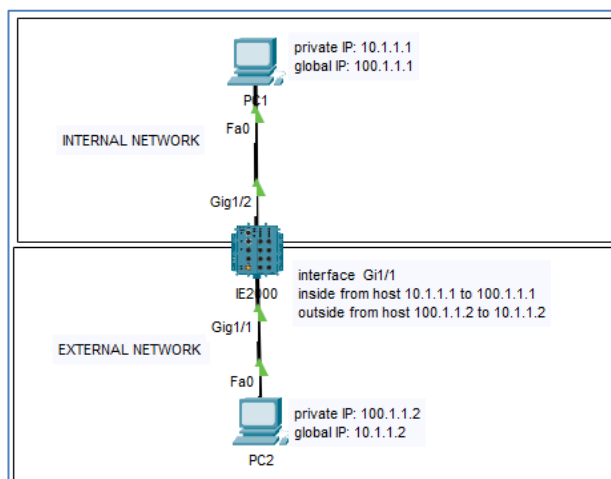 private IP: 10.1.1.1
global IP: 100.1.1.1
PC1
Fa0
INTERNAL NETWORK
Gig1/2
IE2000
interface Gi1/1
inside from host 10.1.1.1 to 100.1.1.1
outside from host 100.1.1.2 to 10.1.1.2
Gig1/1
EXTERNAL NETWORK
Fa0
private IP: 100.1.1.2
global IP: 10.1.1.2
PC2